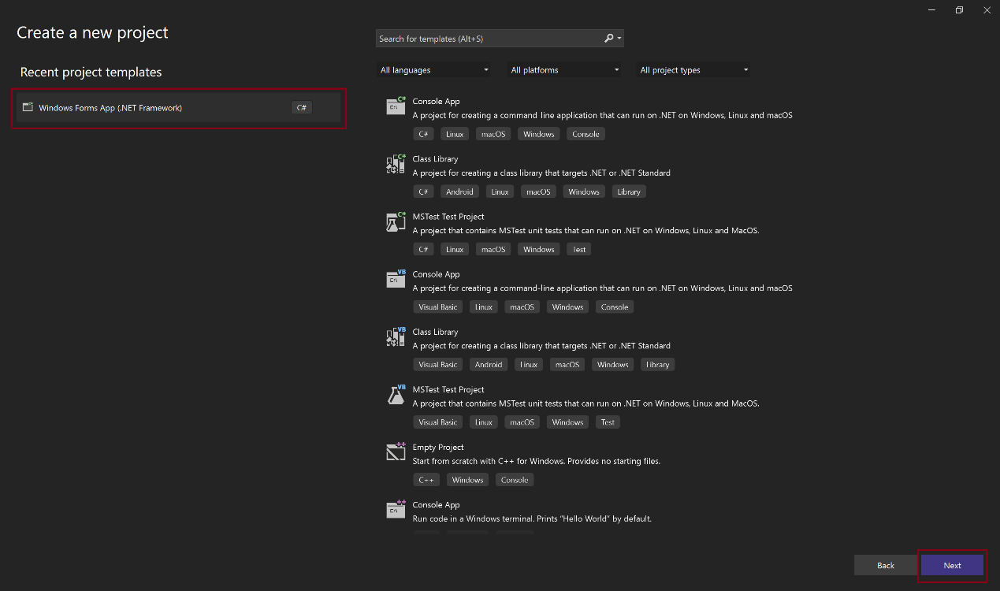 Create a new project
Recent project templates
Windows Forms App (.NET Framework) C#
Search for templates (Alt+S)
All languages All platforms All project types
C#
Console App
A project for creating a command-line application that can run on .NET on Windows, Linux and macOS
C# Linux macOS Windows Console
C#
Class Library
A project for creating a class library that targets .NET or .NET Standard
C# Android Linux macOS Windows Library
C#
MSTest Test Project
A project that contains MSTest unit tests that can run on .NET on Windows, Linux and MacOS.
C# Linux macOS Windows Test
VB
Console App
A project for creating a command-line application that can run on .NET on Windows, Linux and macOS
Visual Basic Linux macOS Windows Console
VB
Class Library
A project for creating a class library that targets .NET or .NET Standard
Visual Basic Android Linux macOS Windows Library
VB
MSTest Test Project
A project that contains MSTest unit tests that can run on .NET on Windows, Linux and MacOS.
Visual Basic Linux macOS Windows Test
++
Empty Project
Start from scratch with C++ for Windows. Provides no starting files.
C++ Windows Console
++
Console App
Run code in a Windows terminal. Prints "Hello World" by default.
Back Next